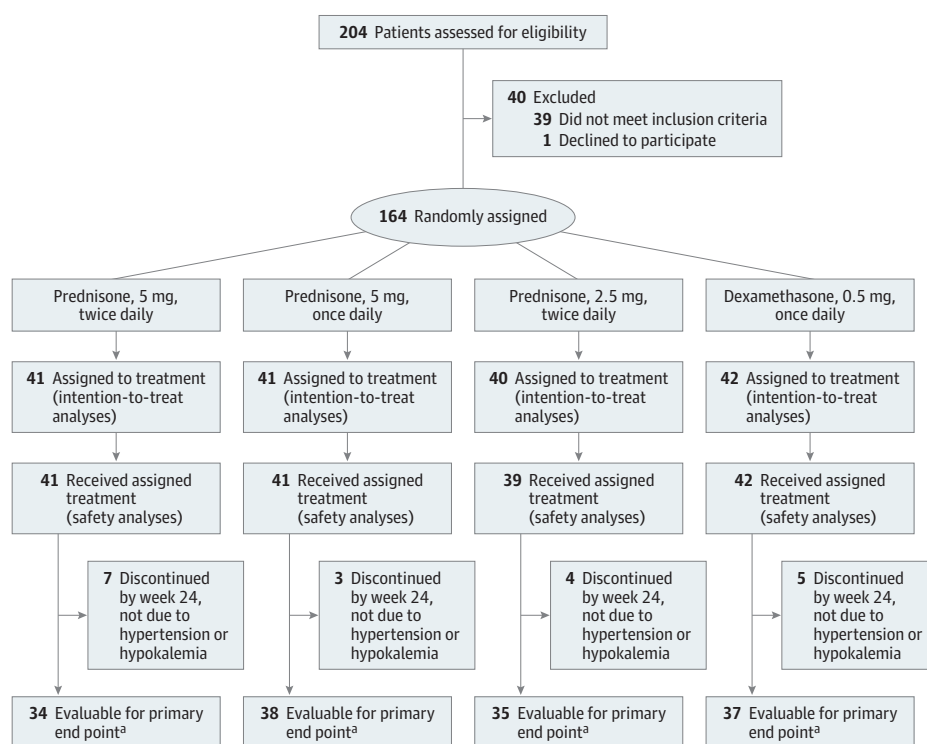 204 Patients assessed for eligibility
40 Excluded
39 Did not meet inclusion criteria
1 Declined to participate
164 Randomly assigned
Prednisone, 5 mg,
twice daily
Prednisone, 5 mg,
once daily
Prednisone, 2.5 mg,
twice daily
Dexamethasone, 0.5 mg,
once daily
41 Assigned to treatment
(intention-to-treat
analyses)
41 Assigned to treatment
(intention-to-treat
analyses)
40 Assigned to treatment
(intention-to-treat
analyses)
42 Assigned to treatment
(intention-to-treat
analyses)
41 Received assigned
treatment
(safety analyses)
41 Received assigned
treatment
(safety analyses)
39 Received assigned
treatment
(safety analyses)
42 Received assigned
treatment
(safety analyses)
7 Discontinued
by week 24,
not due to
hypertension or
hypokalemia
3 Discontinued
by week 24,
not due to
hypertension or
hypokalemia
4 Discontinued
by week 24,
not due to
hypertension or
hypokalemia
5 Discontinued
by week 24,
not due to
hypertension or
hypokalemia
34 Evaluable for primary
end pointᵃ
38 Evaluable for primary
end pointᵃ
35 Evaluable for primary
end pointᵃ
37 Evaluable for primary
end pointᵃ